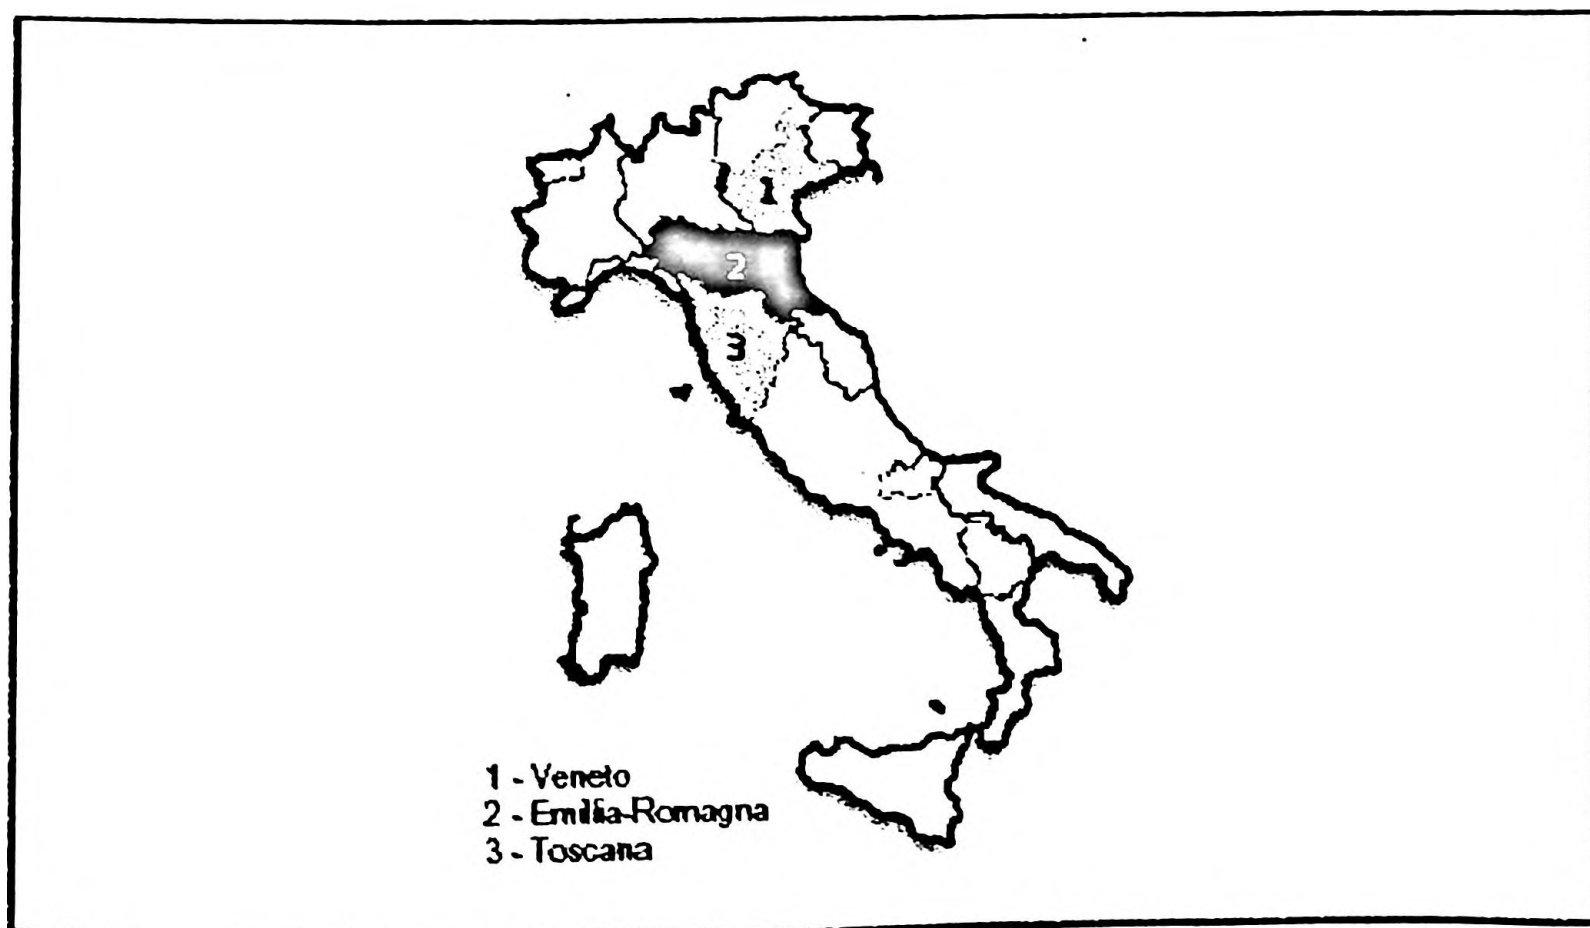 1
2
3
1 - Veneto
2 - Emilia-Romagna
3 - Toscana